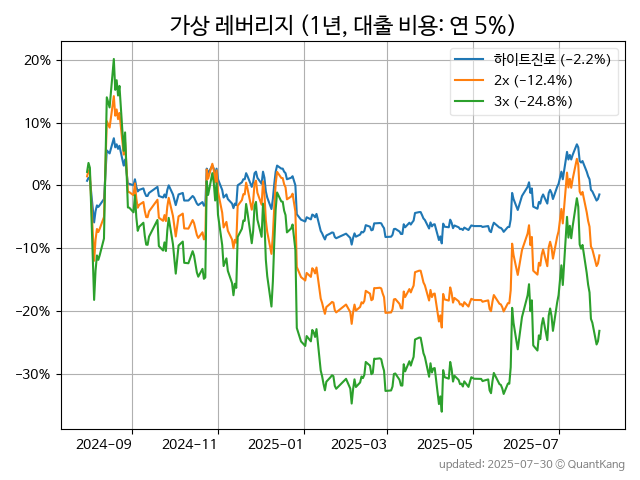 가상 레버리지 (1년, 대출 비용: 연 5%)
하이트진로 (−2.2%)
2x (−12.4%)
3x (−24.8%)
20%
10%
0%
−10%
−20%
−30%
2024-09
2024-11
2025-01
2025-03
2025-05
2025-07
updated: 2025-07-30 © QuantKang